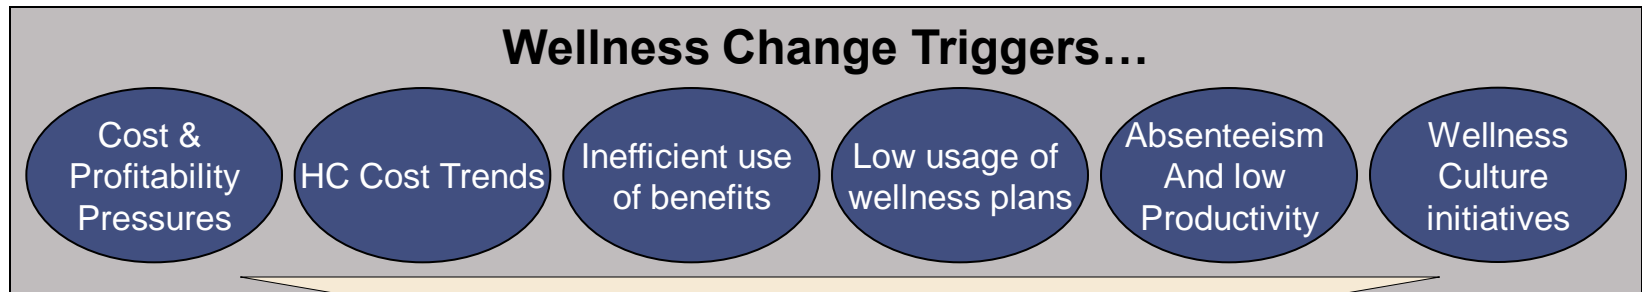 Wellness Change Triggers…
Cost &
Profitability
Pressures
HC Cost Trends
Inefficient use
of benefits
Low usage of
wellness plans
Absenteeism
And low
Productivity
Wellness
Culture
initiatives